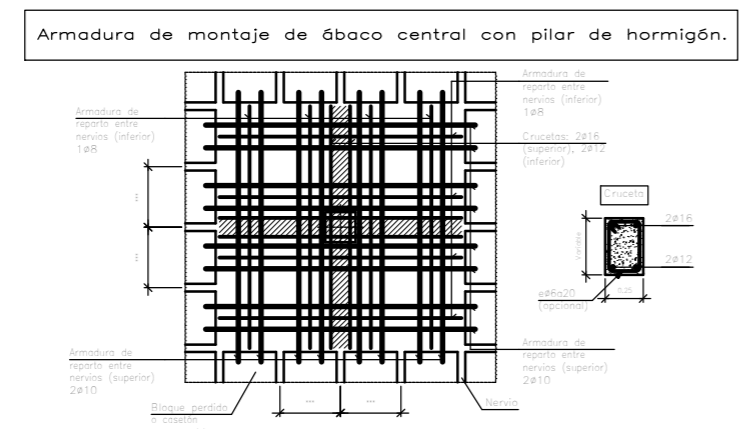 Armadura de montaje de ábaco central con pilar de hormigón.
Armadura de
reparto entre
nervios (inferior)
1ø8
Armadura de
reparto entre
nervios (inferior)
1ø8
Crucetas: 2ø16
(superior), 2ø12
(inferior)
Cruceta
2ø16
2ø12
Variable
0,25
eø6a20
(opcional)
Armadura de
reparto entre
nervios (superior)
2ø10
Armadura de
reparto entre
nervios (superior)
2ø10
Bloque perdido
o casetón
Nervio